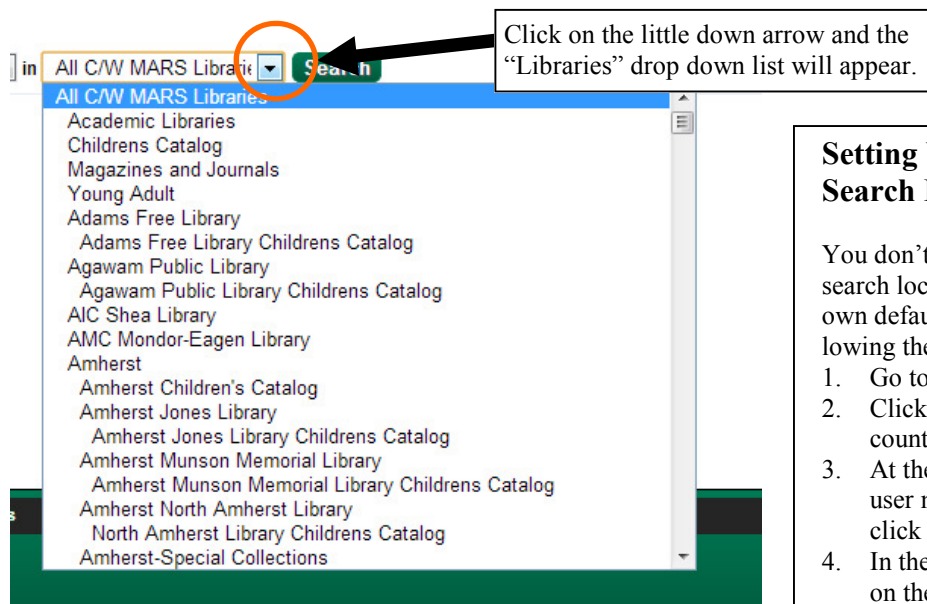 Click on the little down arrow and the
“Libraries” drop down list will appear.
in All C/W MARS Librarie Search
All C/W MARS Libraries
Academic Libraries
Childrens Catalog
Magazines and Journals
Young Adult
Adams Free Library
Adams Free Library Childrens Catalog
Agawam Public Library
Agawam Public Library Childrens Catalog
AIC Shea Library
AMC Mondor-Eagen Library
Amherst
Amherst Children's Catalog
Amherst Jones Library
Amherst Jones Library Childrens Catalog
Amherst Munson Memorial Library
Amherst Munson Memorial Library Childrens Catalog
Amherst North Amherst Library
North Amherst Library Childrens Catalog
Amherst-Special Collections
s
Setting
Search
You don’t
search loc
own defau
lowing the
1. Go to
2. Click
count
3. At the
user
click
4. In the
on the